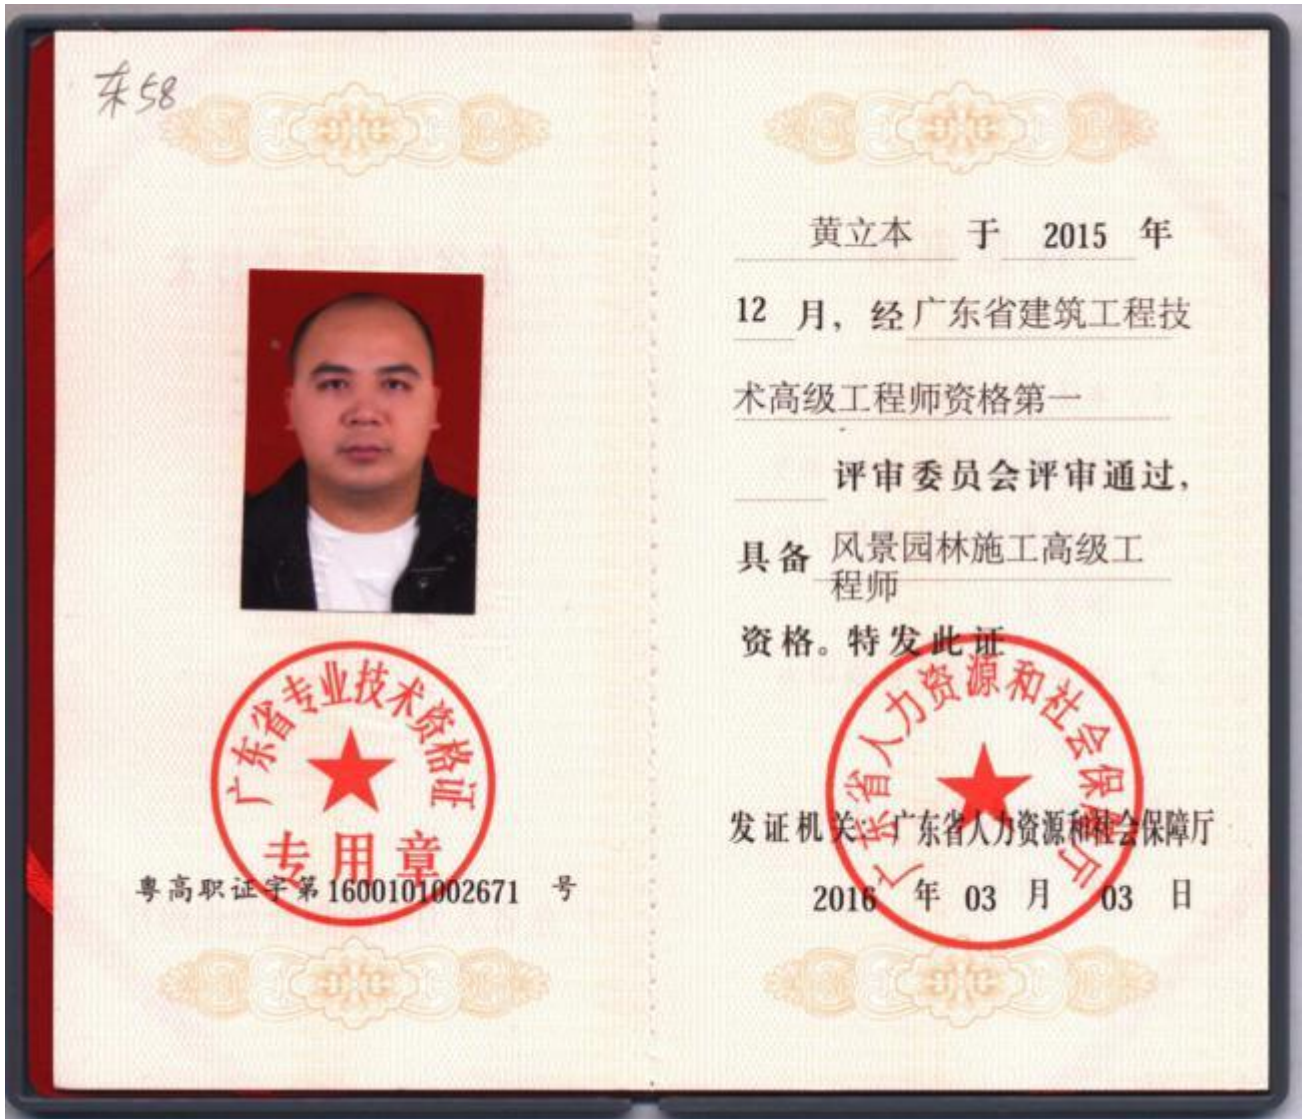 东58
广东省专业技术资格证
专用章
粤高职证字第1600101002671 号
黄立本 于 2015 年
12 月，经广东省建筑工程技
术高级工程师资格第一
评审委员会评审通过，
具备 风景园林施工高级工
程师
资格。特发此证
广东省人力资源和社会保障厅
发证机关：广东省人力资源和社会保障厅
2016 年 03 月 03 日